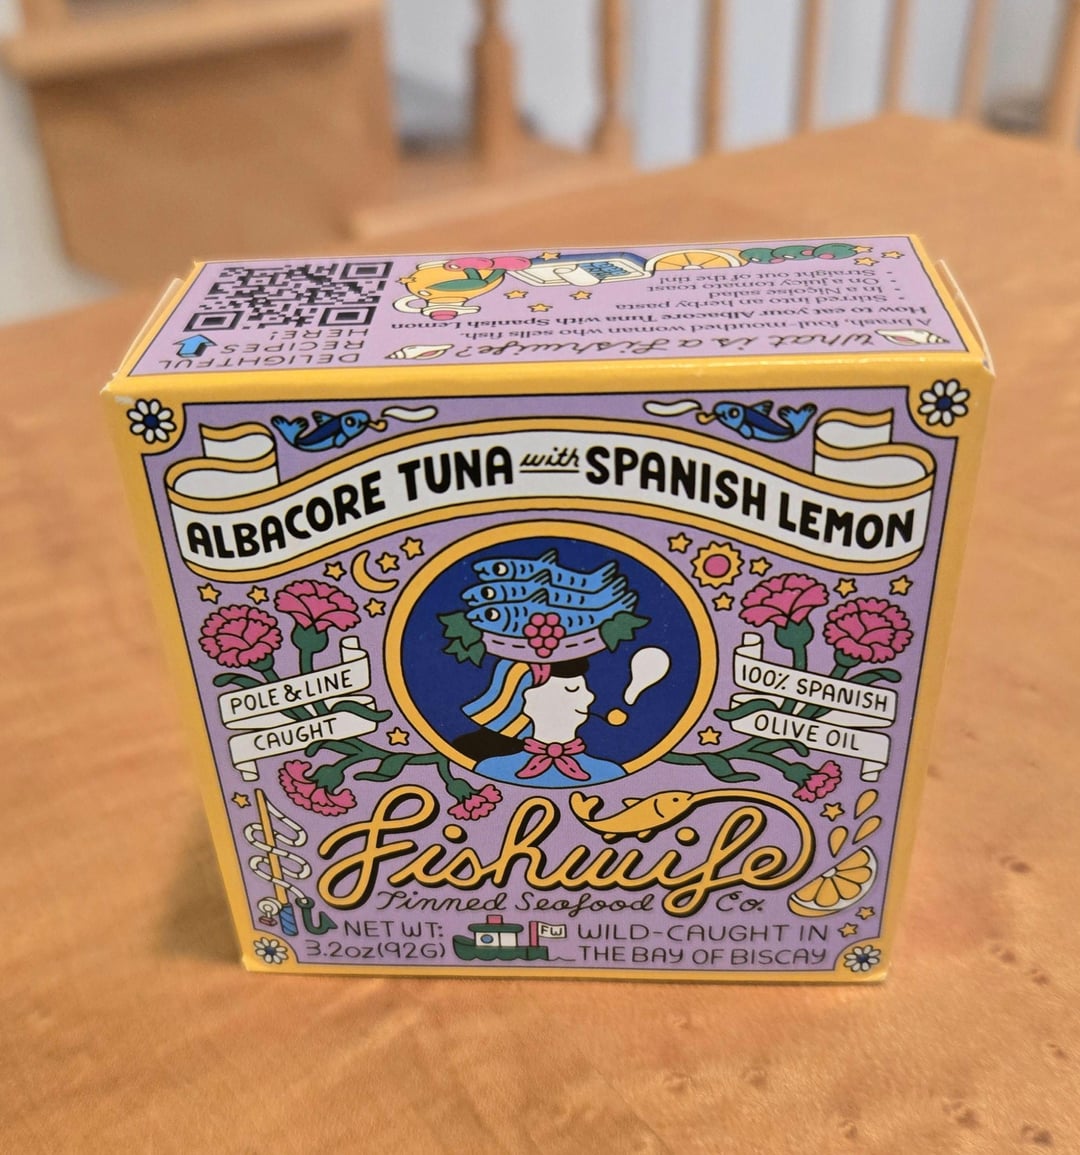 What is a fishwife?
A brash, foul-mouthed woman who sells fish.
How to eat your Albacore Tuna with Spanish Lemon
• Stirred into an herby pasta
• On a Nicoise salad
• On a juicy tomato toast
• Straight out of the tin!
DELIGHTFUL
RECIPES
HERE!
ALBACORE TUNA with SPANISH LEMON
POLE & LINE
CAUGHT
100% SPANISH
OLIVE OIL
Fishwife
Tinned Seafood Co.
NET WT:
3.2oz(92G)
FW
WILD-CAUGHT IN
THE BAY OF BISCAY